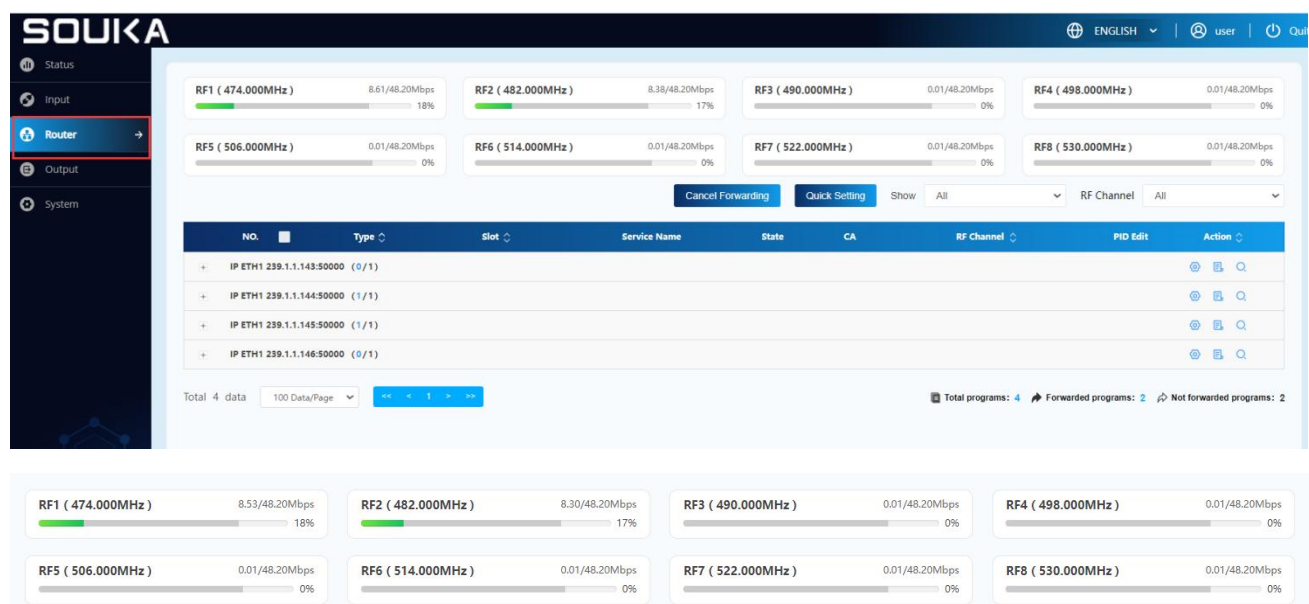 SOUKA
ENGLISH | user | Quit
Status
Input
Router
Output
System
RF1 ( 474.000MHz ) 8.61/48.20Mbps 18%
RF2 ( 482.000MHz ) 8.38/48.20Mbps 17%
RF3 ( 490.000MHz ) 0.01/48.20Mbps 0%
RF4 ( 498.000MHz ) 0.01/48.20Mbps 0%
RF5 ( 506.000MHz ) 0.01/48.20Mbps 0%
RF6 ( 514.000MHz ) 0.01/48.20Mbps 0%
RF7 ( 522.000MHz ) 0.01/48.20Mbps 0%
RF8 ( 530.000MHz ) 0.01/48.20Mbps 0%
Cancel Forwarding Quick Setting Show All RF Channel All
NO. Type Slot Service Name State CA RF Channel PID Edit Action
+ IP ETH1 239.1.1.143:50000 (0/1)
+ IP ETH1 239.1.1.144:50000 (1/1)
+ IP ETH1 239.1.1.145:50000 (1/1)
+ IP ETH1 239.1.1.146:50000 (0/1)
Total 4 data 100 Data/Page << < 1 > >> Total programs: 4 Forwarded programs: 2 Not forwarded programs: 2
RF1 ( 474.000MHz ) 8.53/48.20Mbps 18%
RF2 ( 482.000MHz ) 8.30/48.20Mbps 17%
RF3 ( 490.000MHz ) 0.01/48.20Mbps 0%
RF4 ( 498.000MHz ) 0.01/48.20Mbps 0%
RF5 ( 506.000MHz ) 0.01/48.20Mbps 0%
RF6 ( 514.000MHz ) 0.01/48.20Mbps 0%
RF7 ( 522.000MHz ) 0.01/48.20Mbps 0%
RF8 ( 530.000MHz ) 0.01/48.20Mbps 0%